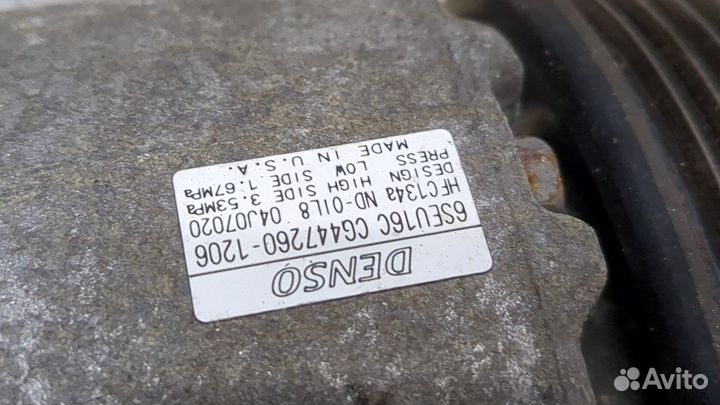 DENSO
6SEU16C CG447260-1206
HFC134a ND-OIL8 04J07020
DESIGN HIGH SIDE 3.53MPa
PRESS LOW SIDE 1.67MPa
MADE IN U.S.A.
Avito